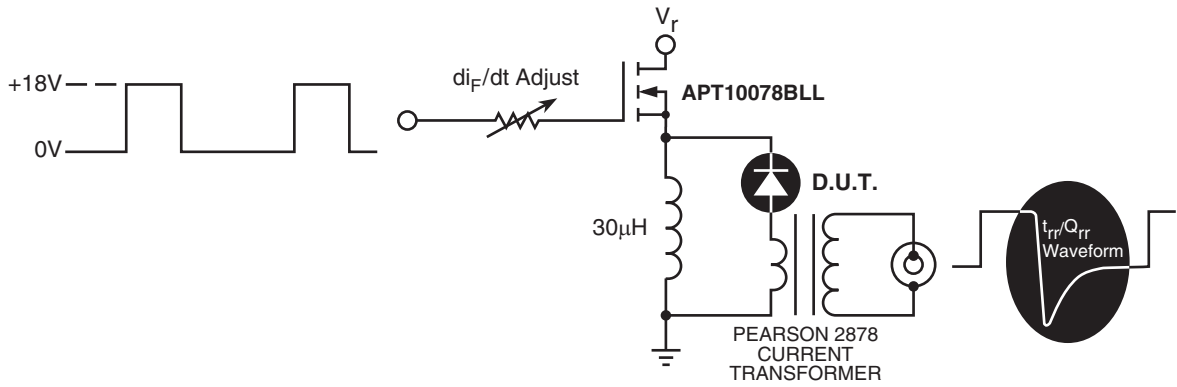 V_r
+18V
di_F/dt Adjust
APT10078BLL
0V
D.U.T.
30μH
t_rr/Q_rr
Waveform
PEARSON 2878
CURRENT
TRANSFORMER